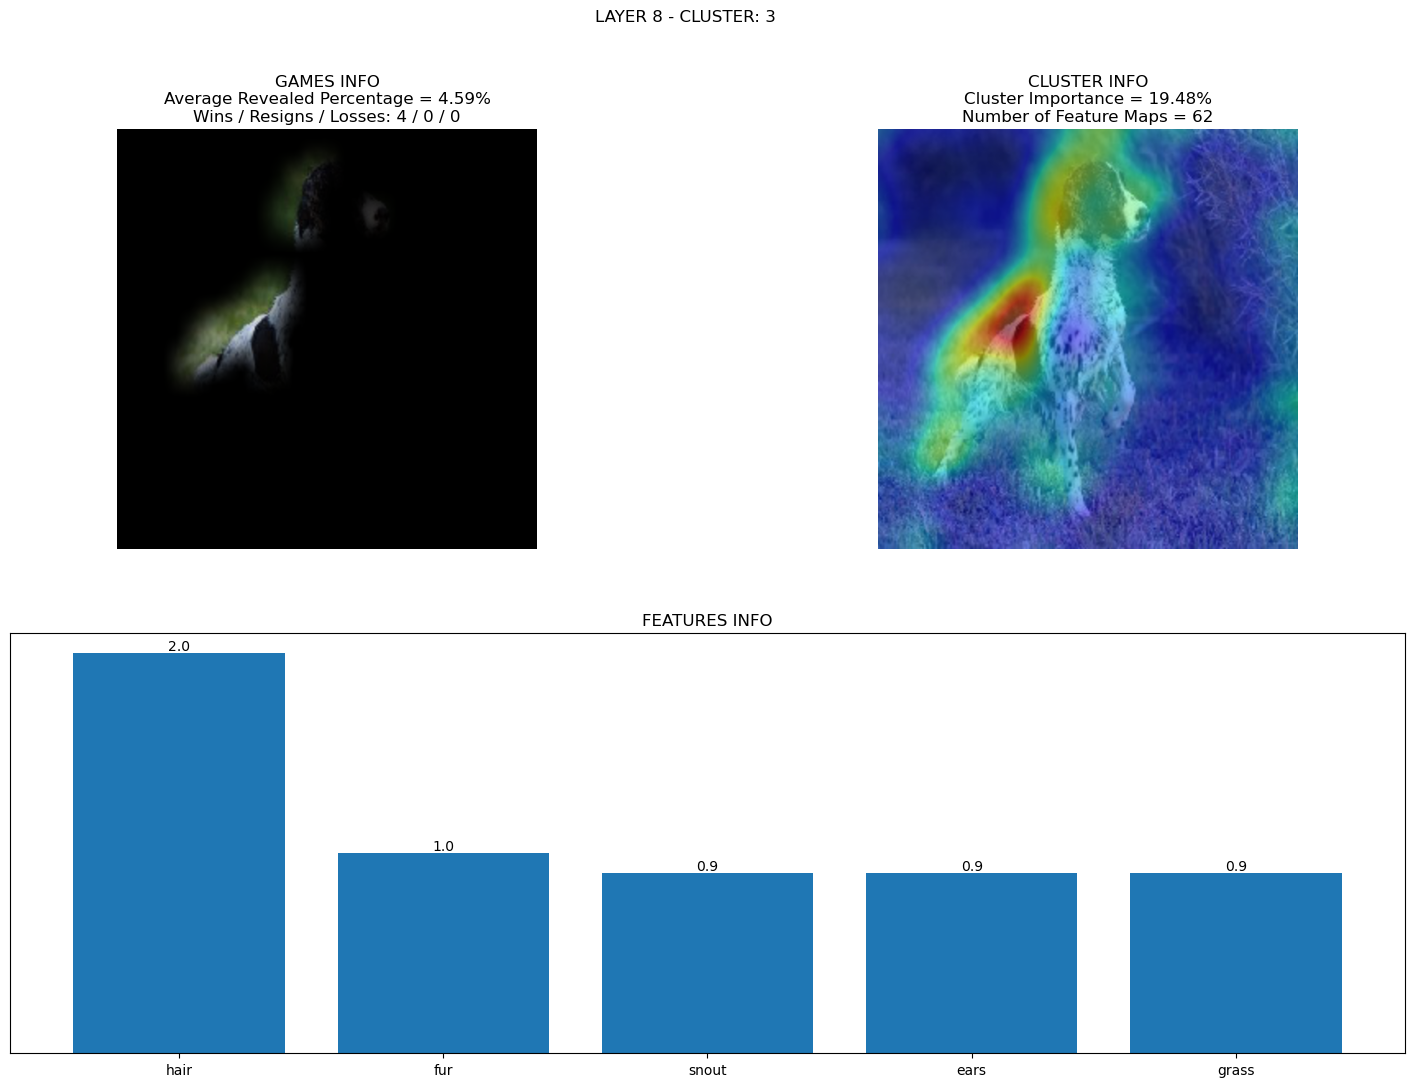 LAYER 8 - CLUSTER: 3
GAMES INFO
Average Revealed Percentage = 4.59%
Wins / Resigns / Losses: 4 / 0 / 0
CLUSTER INFO
Cluster Importance = 19.48%
Number of Feature Maps = 62
FEATURES INFO
2.0
1.0
0.9
0.9
0.9
hair
fur
snout
ears
grass